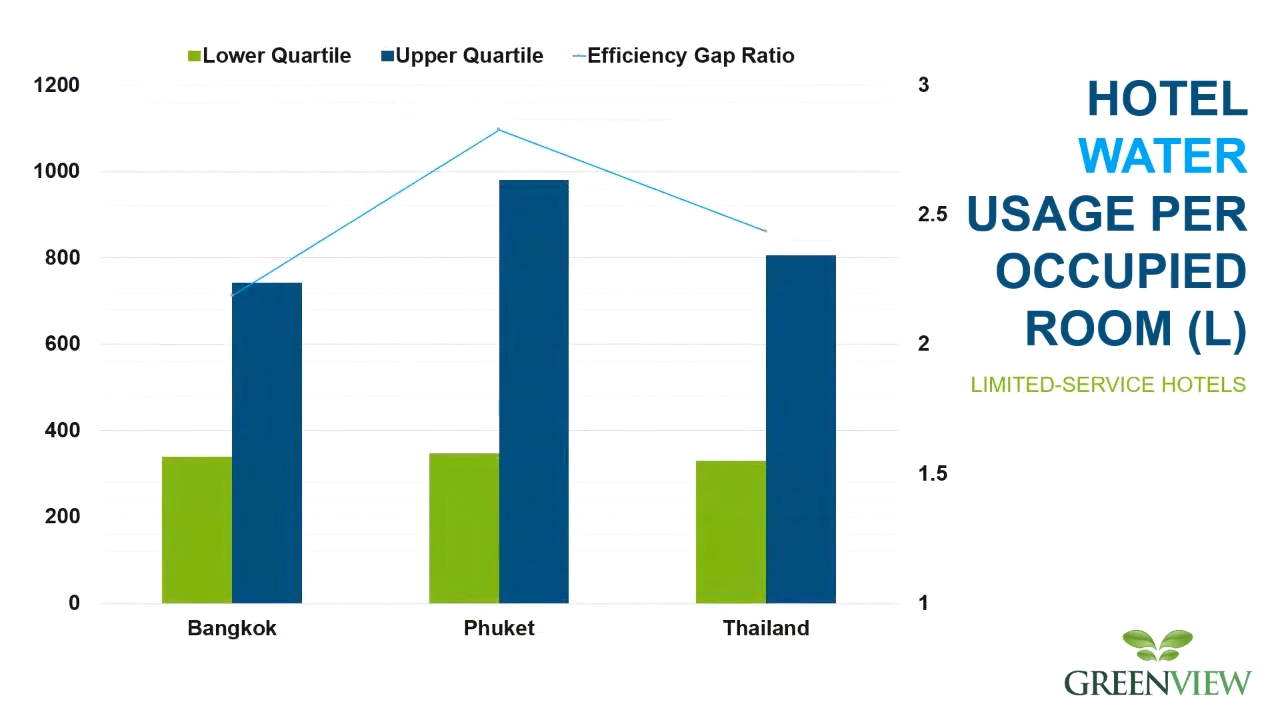 Lower Quartile Upper Quartile Efficiency Gap Ratio
1200
1000
800
600
400
200
0
3
2.5
2
1.5
1
Bangkok Phuket Thailand
HOTEL
WATER
USAGE PER
OCCUPIED
ROOM (L)
LIMITED-SERVICE HOTELS
GREENVIEW